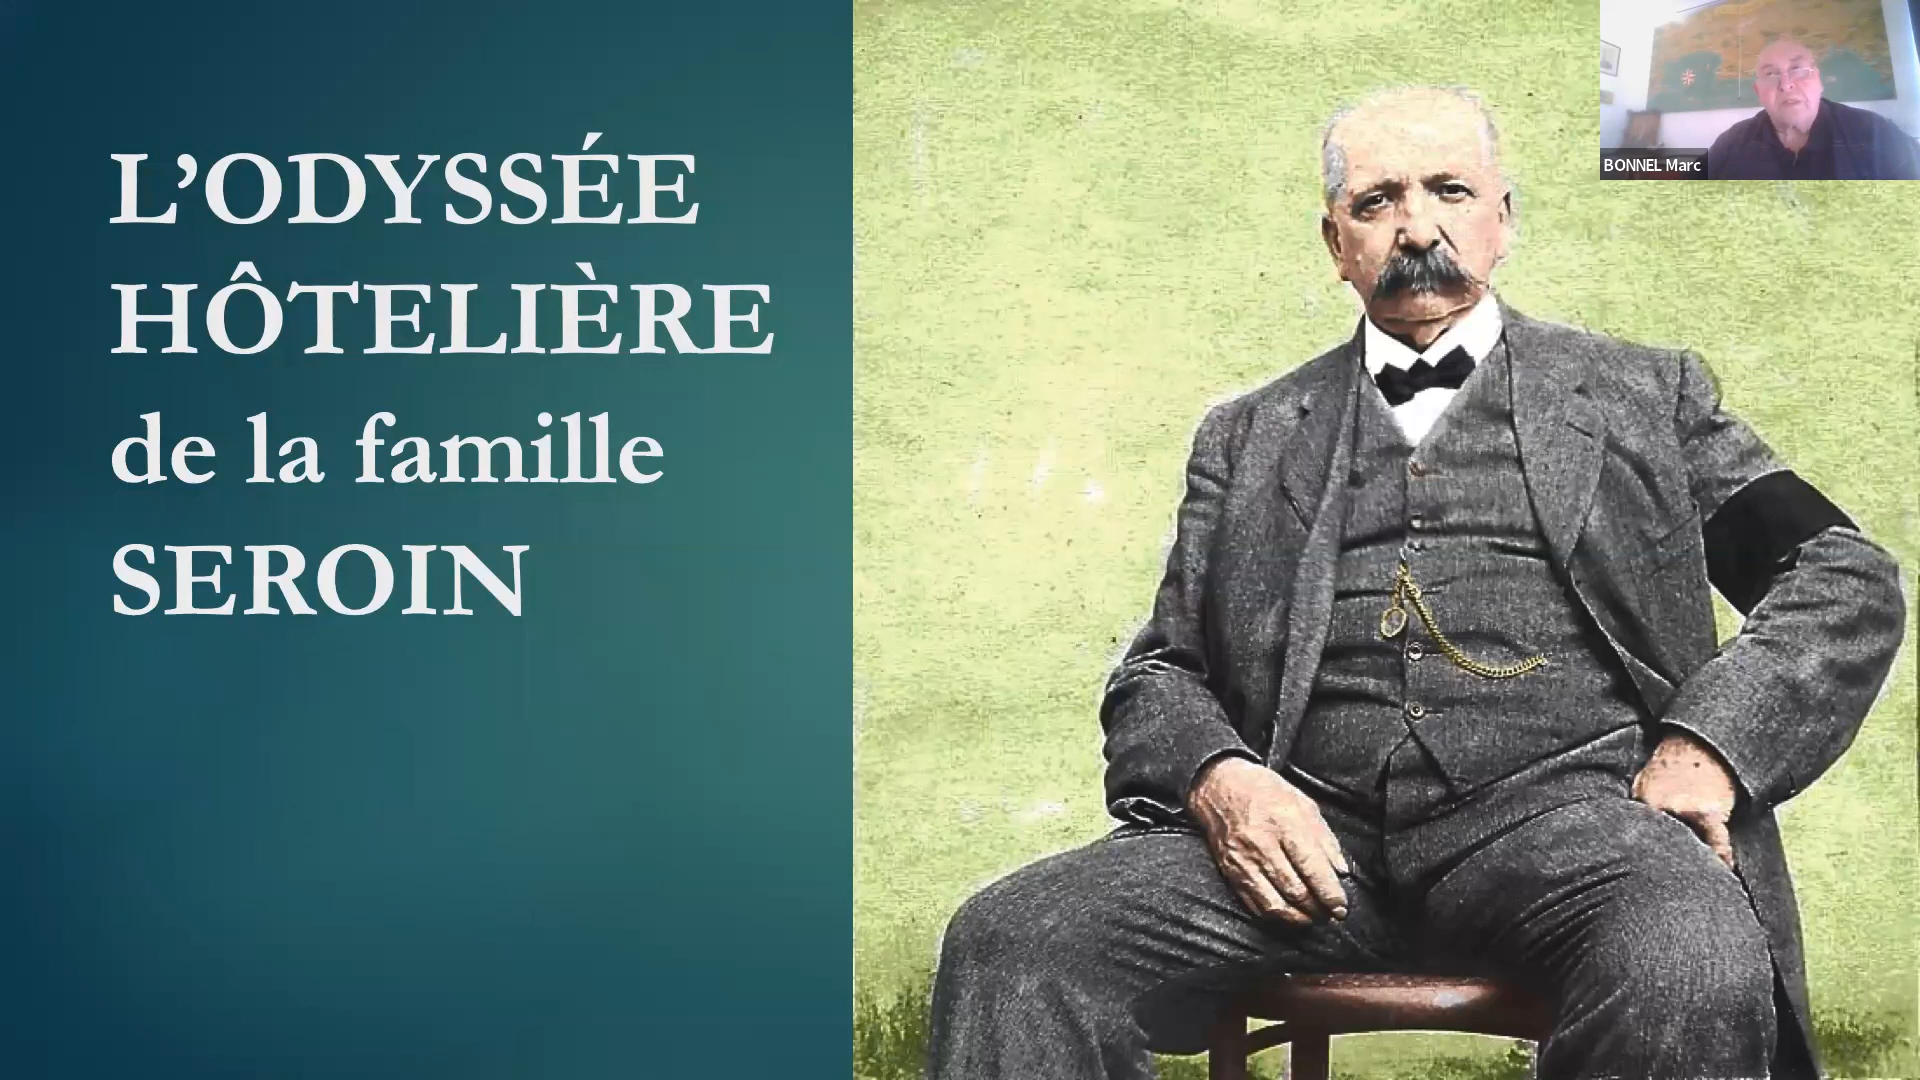 L’ODYSSÉE
HÔTELIÈRE
de la famille
SEROIN
BONNEL Marc